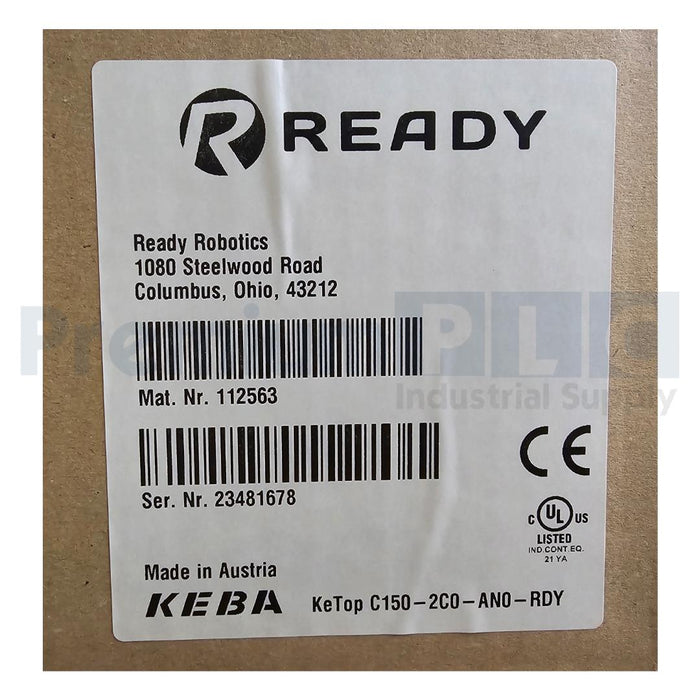 READY
Ready Robotics
1080 Steelwood Road
Columbus, Ohio, 43212
Mat. Nr. 112563
Ser. Nr. 23481678
CE
C UL US
LISTED
IND.CONT.EQ.
21 YA
Made in Austria
KEBA KeTop C150-2C0-AN0-RDY
PLC
Industrial Supply